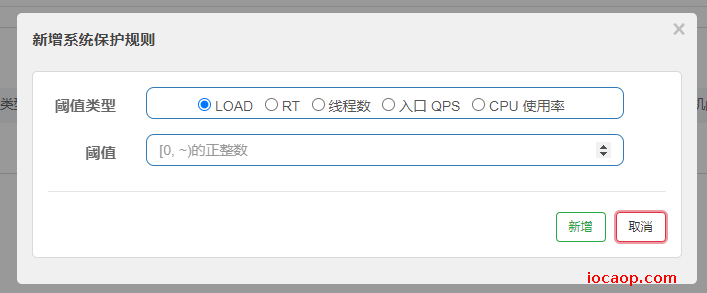 新增系统保护规则
×
类型
机
阈值类型
LOAD RT 线程数 入口 QPS CPU 使用率
阈值
[0, ~)的正整数
新增 取消
iocaop.com